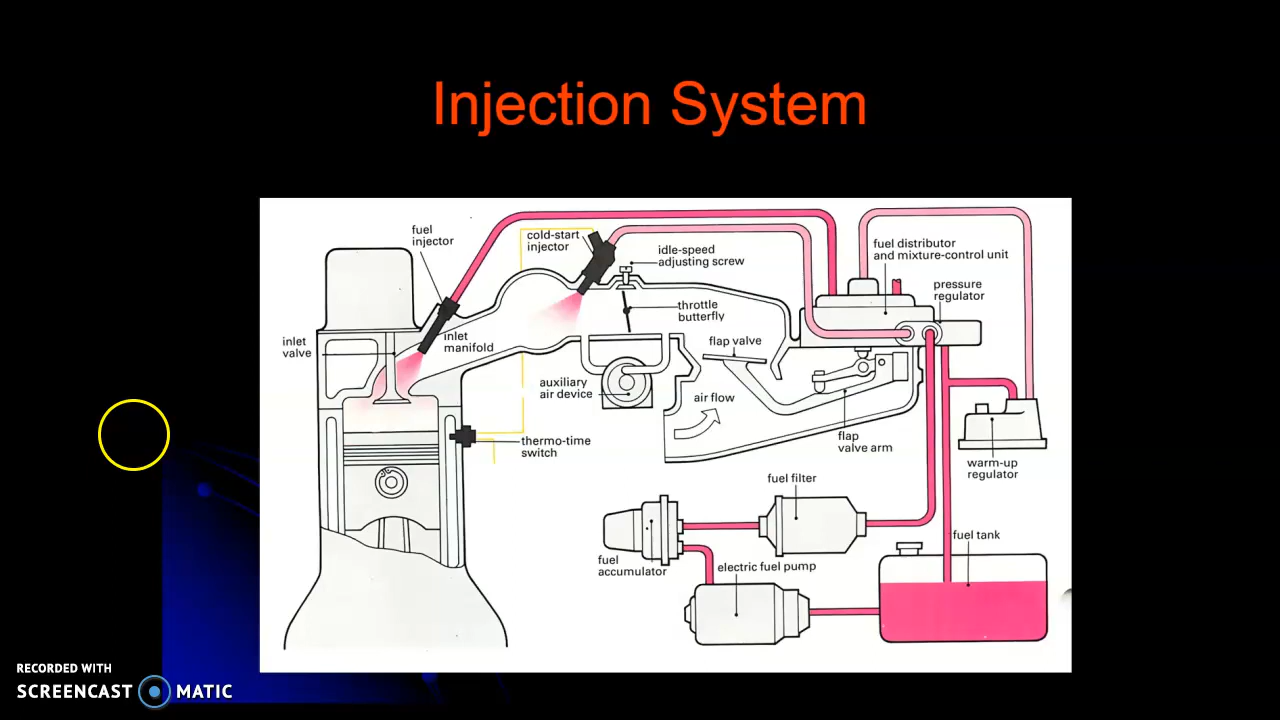 Injection System
fuel
injector
cold-start
injector
idle-speed
adjusting screw
fuel distributor
and mixture-control unit
pressure
regulator
throttle
butterfly
inlet
valve
inlet
manifold
flap valve
auxiliary
air device
air flow
thermo-time
switch
flap
valve arm
warm-up
regulator
fuel filter
fuel tank
fuel
accumulator
electric fuel pump
RECORDED WITH
SCREENCAST MATIC